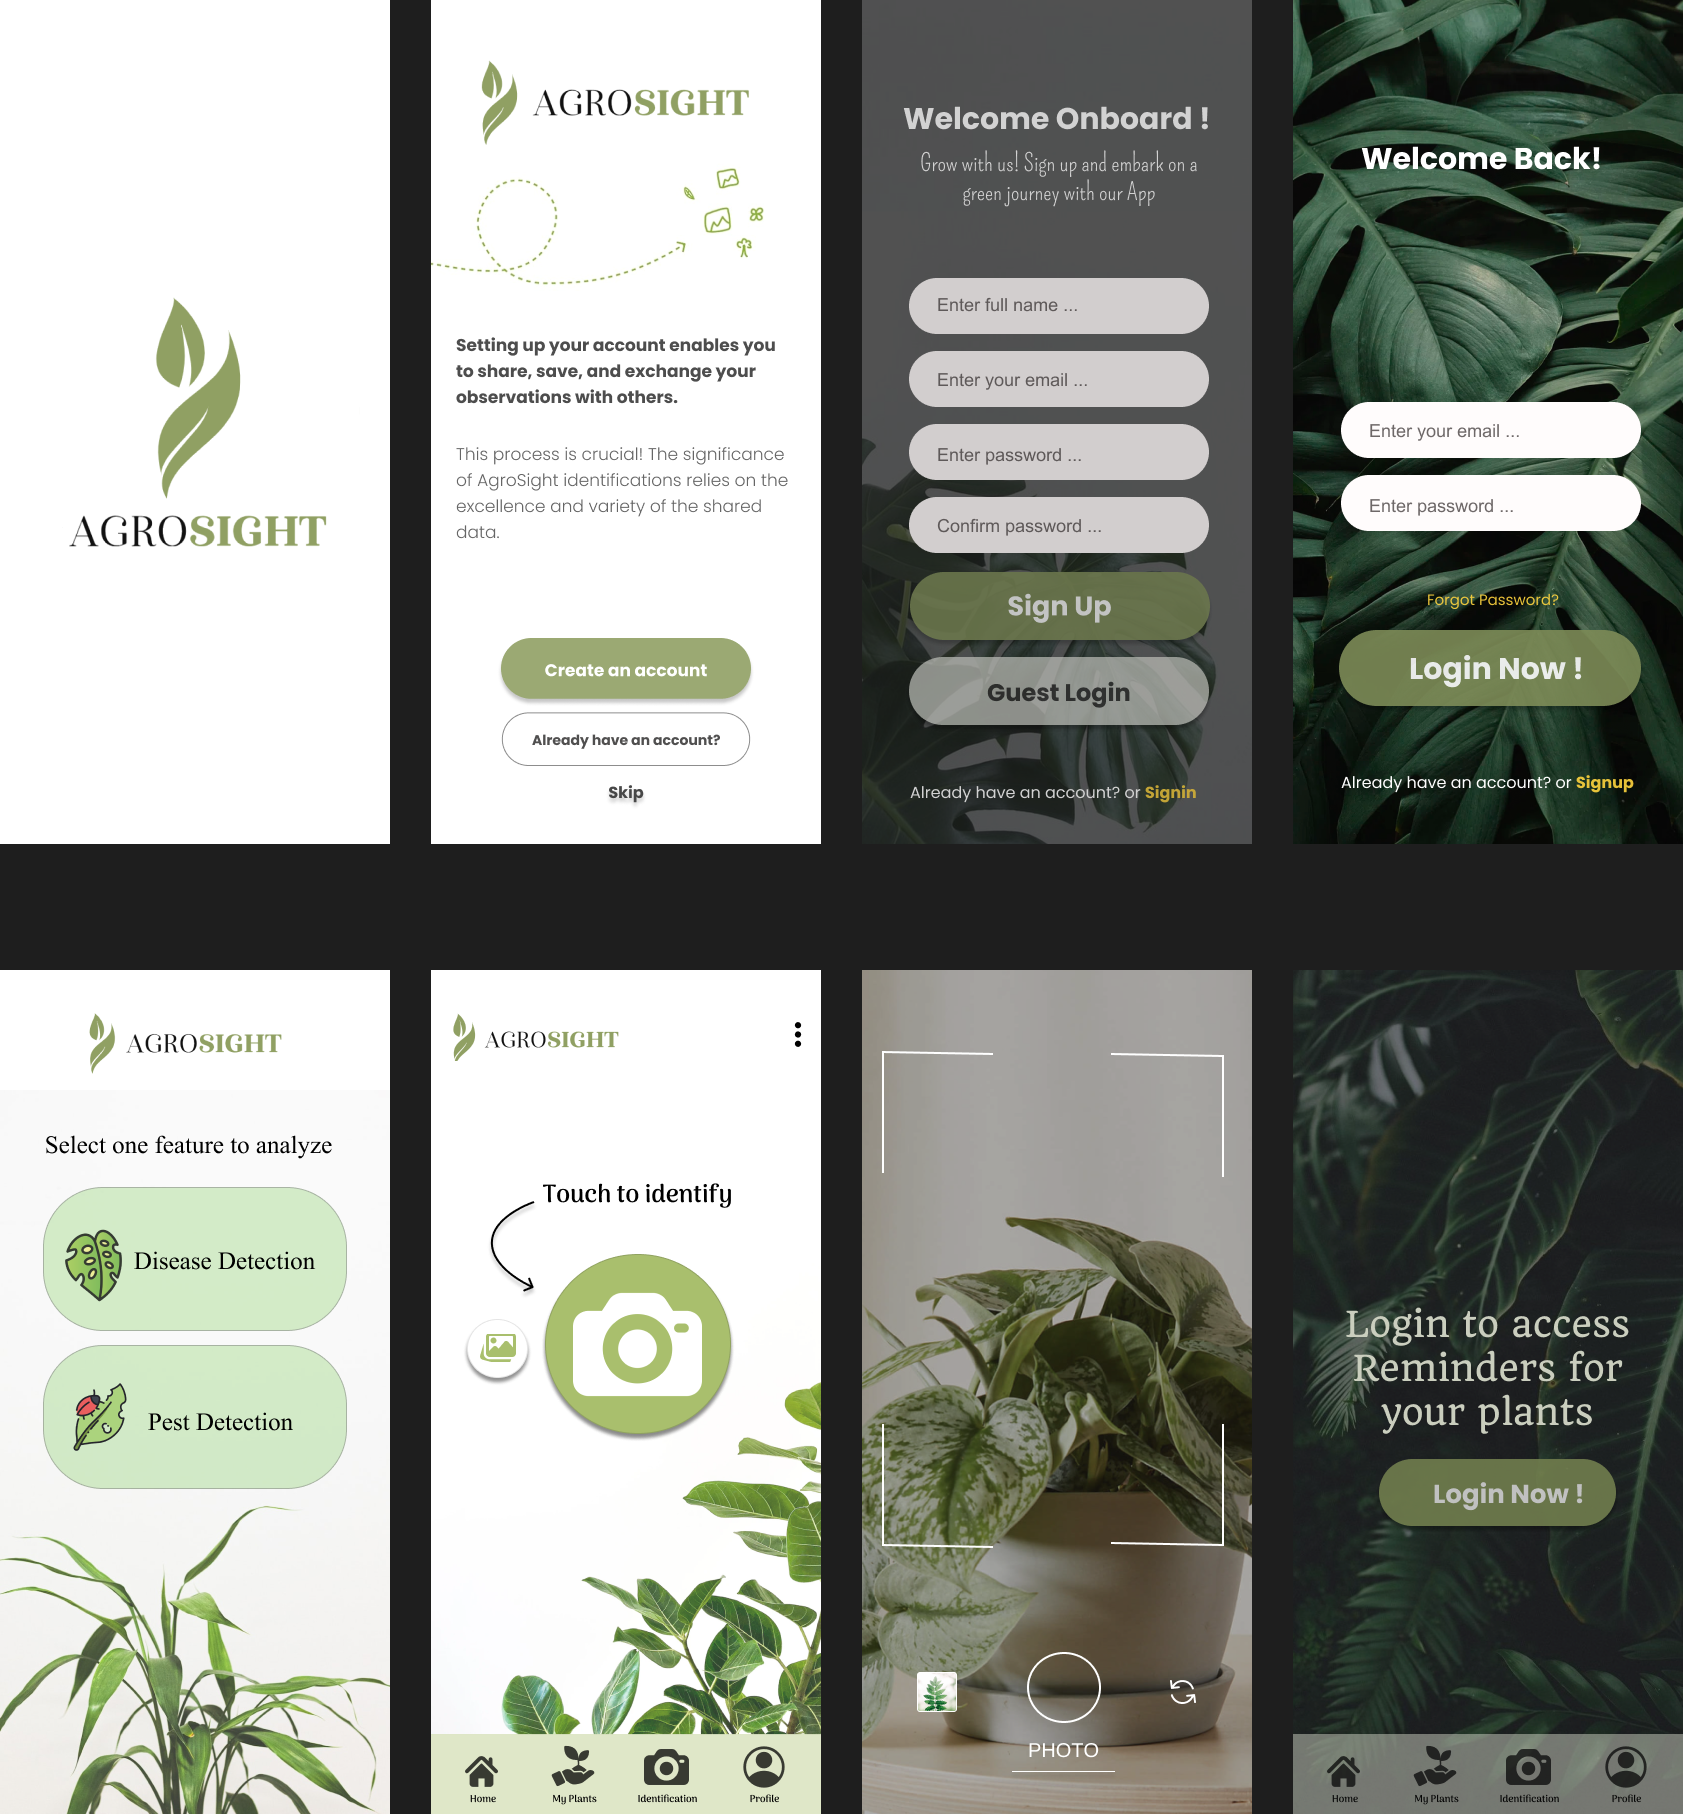 AGROSIGHT
AGROSIGHT
Setting up your account enables you
to share, save, and exchange your
observations with others.
This process is crucial! The significance
of AgroSight identifications relies on the
excellence and variety of the shared
data.
Create an account
Already have an account?
Skip
Welcome Onboard !
Grow with us! Sign up and embark on a
green journey with our App
Enter full name ...
Enter your email ...
Enter password ...
Confirm password ...
Sign Up
Guest Login
Already have an account? or Signin
Welcome Back!
Enter your email ...
Enter password ...
Forgot Password?
Login Now !
Already have an account? or Signup
AGROSIGHT
Select one feature to analyze
Disease Detection
Pest Detection
AGROSIGHT
Touch to identify
Home
My Plants
Identification
Profile
PHOTO
Login to access
Reminders for
your plants
Login Now !
Home
My Plants
Identification
Profile